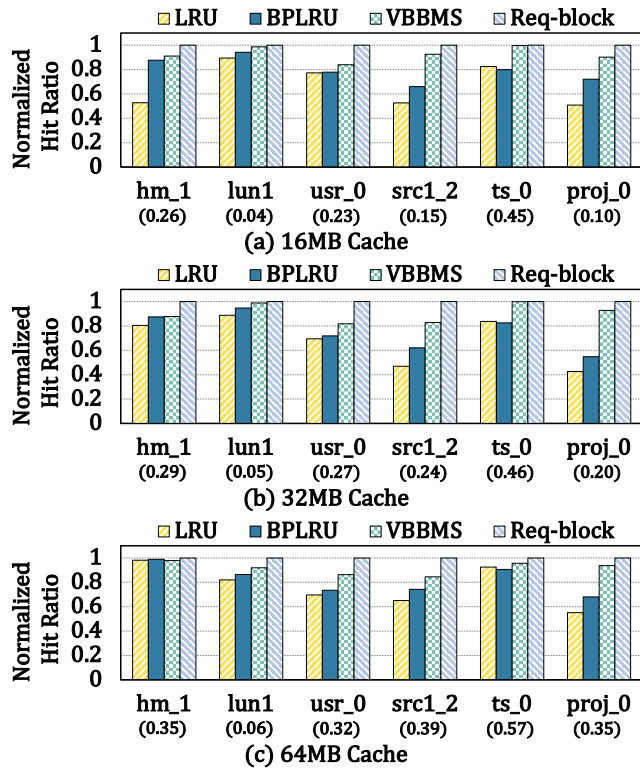 LRU BPLRU VBBMS Req-block
Normalized
Hit Ratio
1
0.8
0.6
0.4
0.2
0
hm_1 lun1 usr_0 src1_2 ts_0 proj_0
(0.26) (0.04) (0.23) (0.15) (0.45) (0.10)
(a) 16MB Cache
LRU BPLRU VBBMS Req-block
Normalized
Hit Ratio
1
0.8
0.6
0.4
0.2
0
hm_1 lun1 usr_0 src1_2 ts_0 proj_0
(0.29) (0.05) (0.27) (0.24) (0.46) (0.20)
(b) 32MB Cache
LRU BPLRU VBBMS Req-block
Normalized
Hit Ratio
1
0.8
0.6
0.4
0.2
0
hm_1 lun1 usr_0 src1_2 ts_0 proj_0
(0.35) (0.06) (0.32) (0.39) (0.57) (0.35)
(c) 64MB Cache